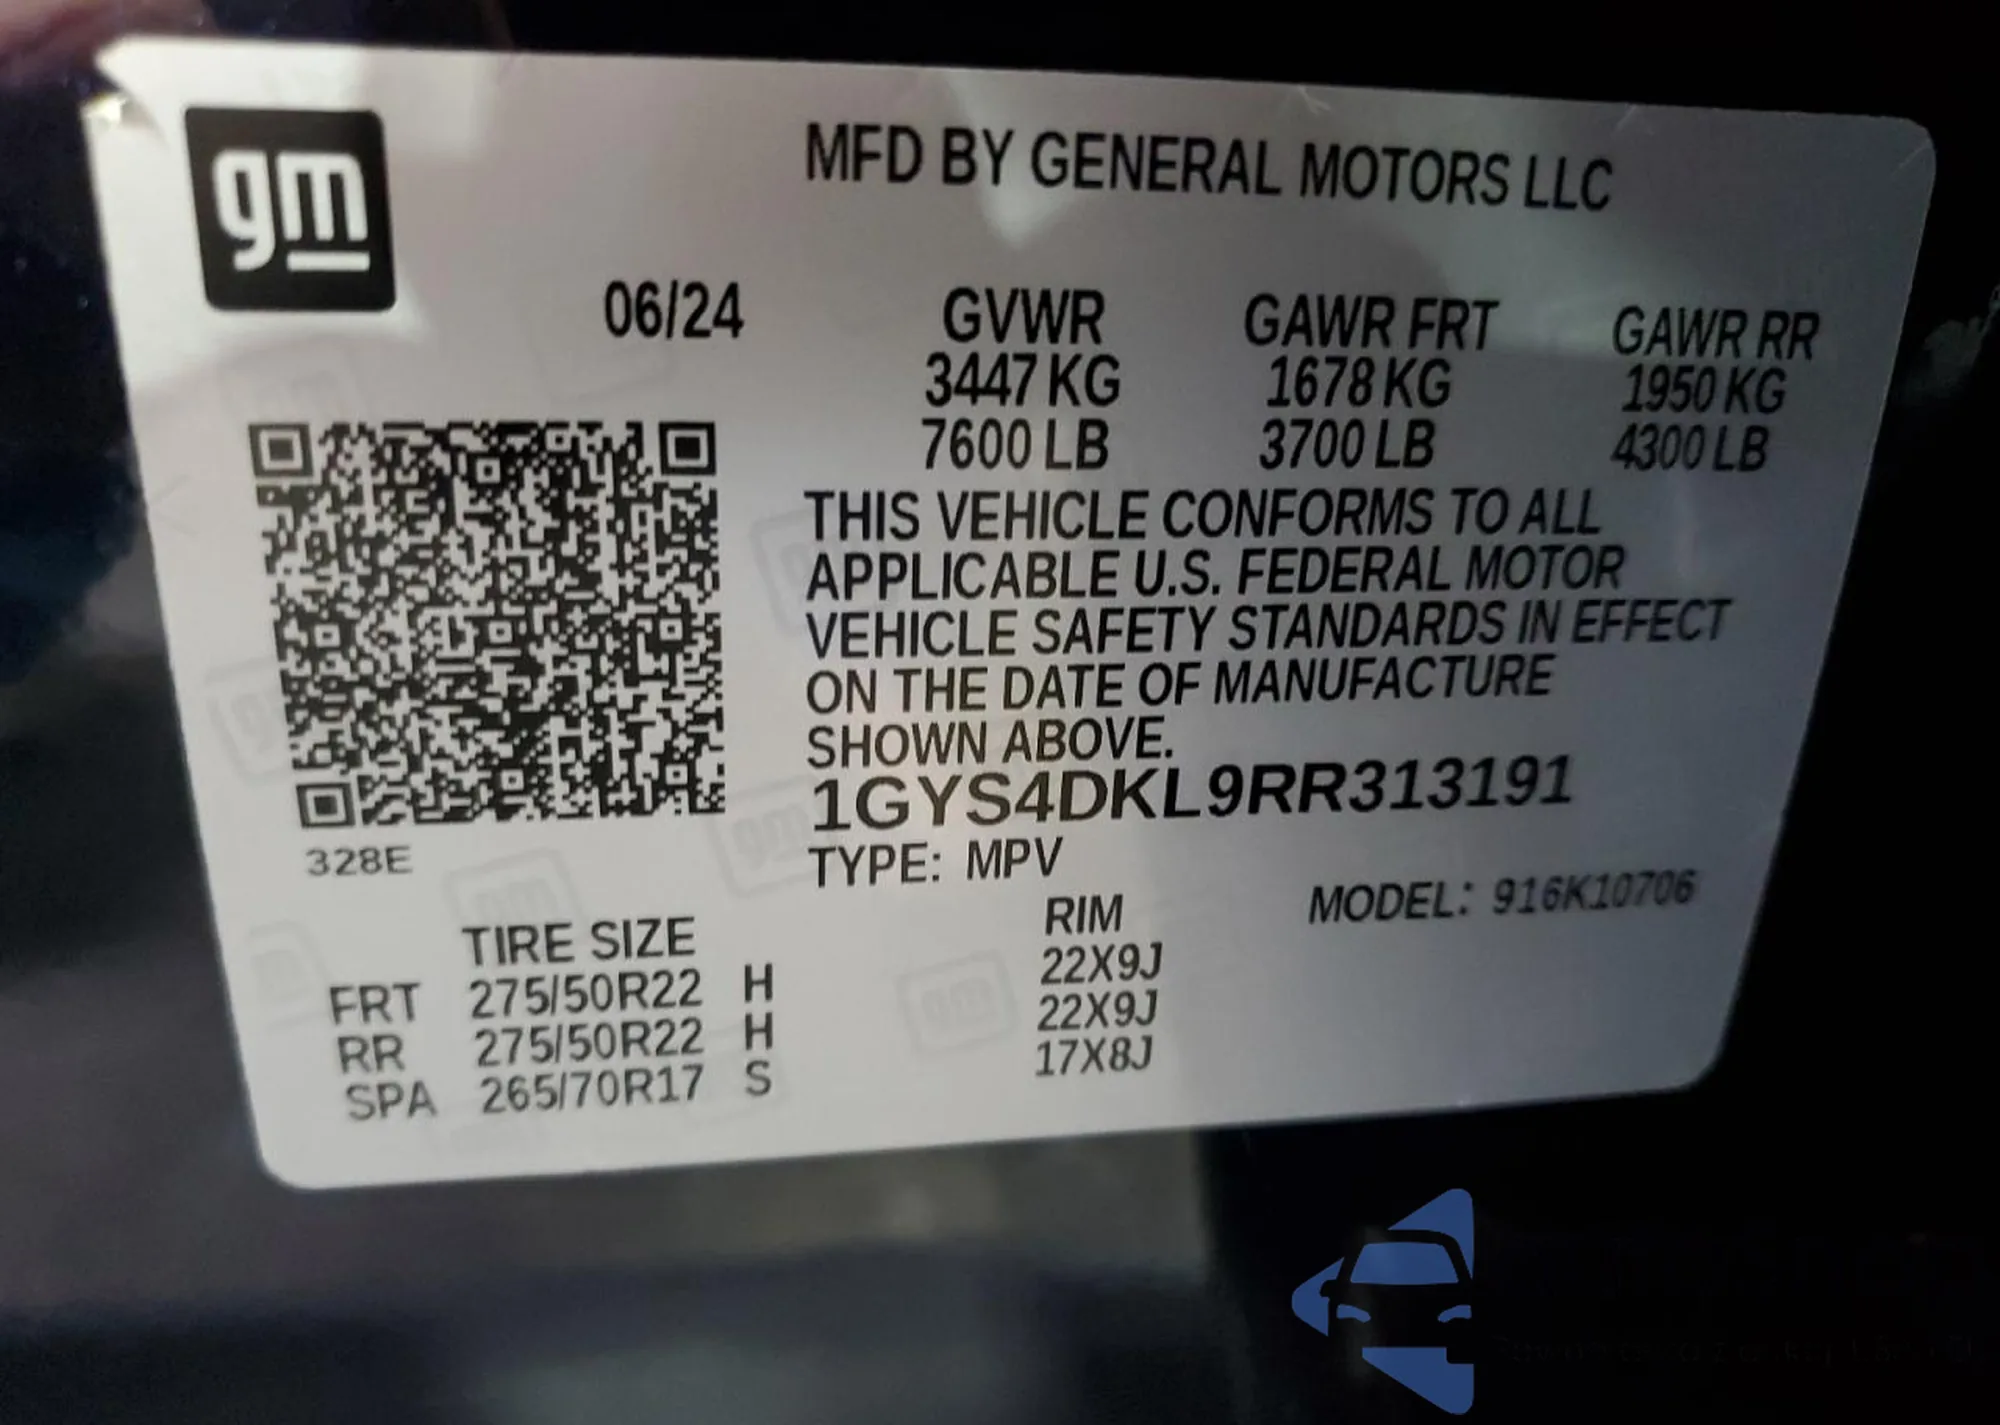 gm
MFD BY GENERAL MOTORS LLC
06/24 GVWR GAWR FRT GAWR RR
3447 KG 1678 KG 1950 KG
7600 LB 3700 LB 4300 LB
THIS VEHICLE CONFORMS TO ALL
APPLICABLE U.S. FEDERAL MOTOR
VEHICLE SAFETY STANDARDS IN EFFECT
ON THE DATE OF MANUFACTURE
SHOWN ABOVE.
1GYS4DKL9RR313191
328E
TYPE: MPV MODEL: 916K10706
TIRE SIZE RIM
FRT 275/50R22 H 22X9J
RR 275/50R22 H 22X9J
SPA 265/70R17 S 17X8J